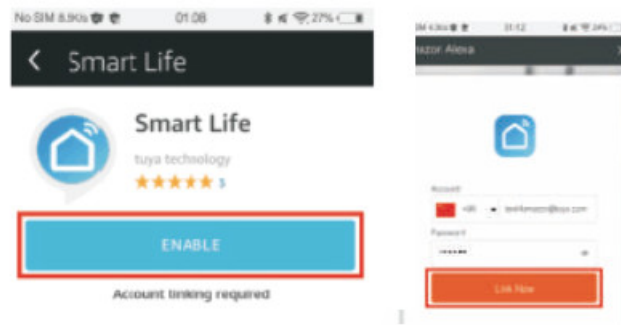 No SIM 01:08 27%
Smart Life
Smart Life
tuya technology
5
ENABLE
Account linking required
Alexa
Account
Password
Link Now